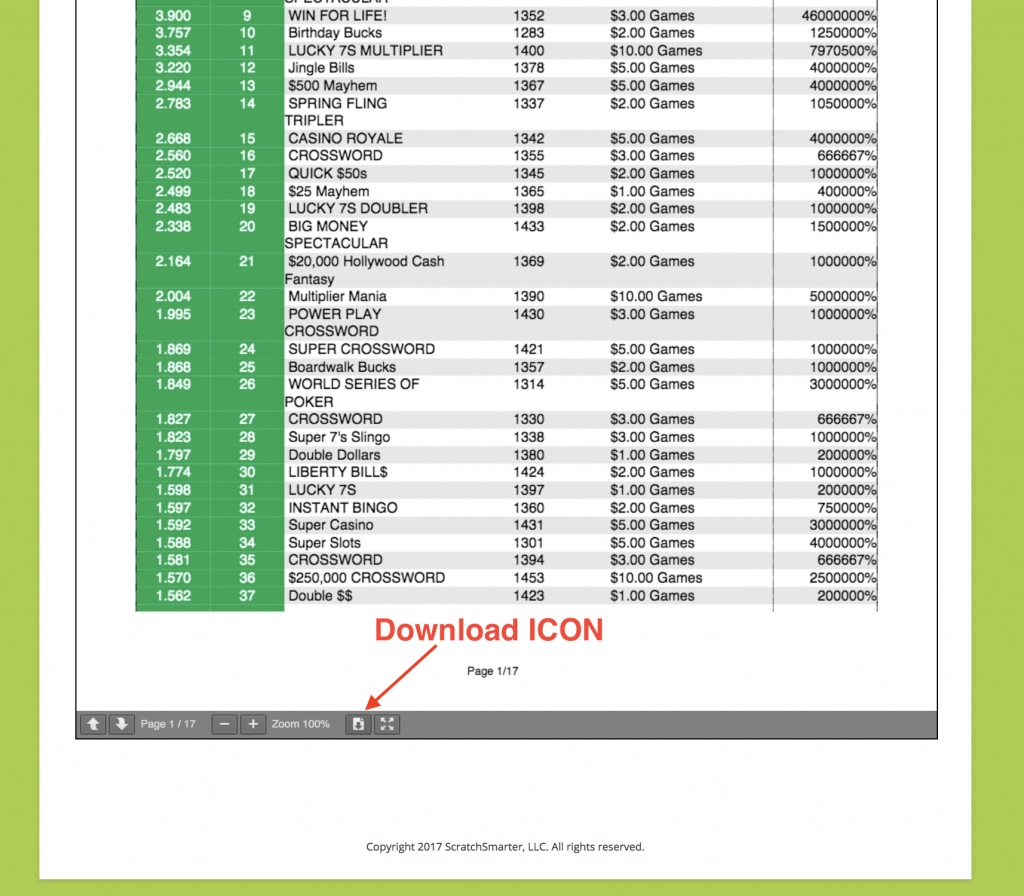 SPECTACULAR
3.900 9 WIN FOR LIFE! 1352 $3.00 Games 46000000%
3.757 10 Birthday Bucks 1283 $2.00 Games 1250000%
3.354 11 LUCKY 7S MULTIPLIER 1400 $10.00 Games 7970500%
3.220 12 Jingle Bills 1378 $5.00 Games 4000000%
2.944 13 $500 Mayhem 1367 $5.00 Games 4000000%
2.783 14 SPRING FLING 1337 $2.00 Games 1050000%
TRIPLER
2.668 15 CASINO ROYALE 1342 $5.00 Games 4000000%
2.560 16 CROSSWORD 1355 $3.00 Games 666667%
2.520 17 QUICK $50s 1345 $2.00 Games 1000000%
2.499 18 $25 Mayhem 1365 $1.00 Games 400000%
2.483 19 LUCKY 7S DOUBLER 1398 $2.00 Games 1000000%
2.338 20 BIG MONEY 1433 $2.00 Games 1500000%
SPECTACULAR
2.164 21 $20,000 Hollywood Cash 1369 $2.00 Games 1000000%
Fantasy
2.004 22 Multiplier Mania 1390 $10.00 Games 5000000%
1.995 23 POWER PLAY 1430 $3.00 Games 1000000%
CROSSWORD
1.869 24 SUPER CROSSWORD 1421 $5.00 Games 1000000%
1.868 25 Boardwalk Bucks 1357 $2.00 Games 1000000%
1.849 26 WORLD SERIES OF 1314 $5.00 Games 3000000%
POKER
1.827 27 CROSSWORD 1330 $3.00 Games 666667%
1.823 28 Super 7's Slingo 1338 $3.00 Games 1000000%
1.797 29 Double Dollars 1380 $1.00 Games 200000%
1.774 30 LIBERTY BILL$ 1424 $2.00 Games 1000000%
1.598 31 LUCKY 7S 1397 $1.00 Games 200000%
1.597 32 INSTANT BINGO 1360 $2.00 Games 750000%
1.592 33 Super Casino 1431 $5.00 Games 3000000%
1.588 34 Super Slots 1301 $5.00 Games 4000000%
1.581 35 CROSSWORD 1394 $3.00 Games 666667%
1.570 36 $250,000 CROSSWORD 1453 $10.00 Games 2500000%
1.562 37 Double $$ 1423 $1.00 Games 200000%
Download ICON
Page 1/17
Page 1 / 17 Zoom 100%
Copyright 2017 ScratchSmarter, LLC. All rights reserved.